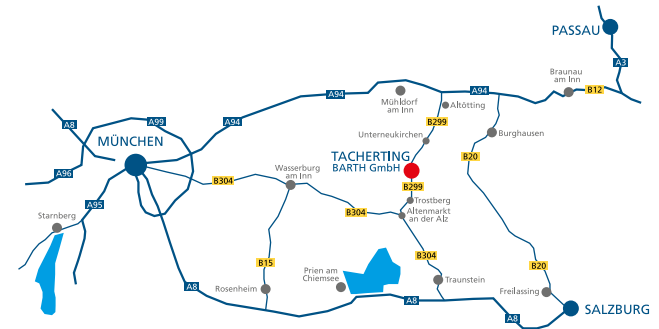 PASSAU
A3
Braunau
am Inn
B12
A94
A94
Mühldorf
am Inn
Altötting
A8
A99
A94
B299
Burghausen
MÜNCHEN
Unterneukirchen
TACHERTING
BARTH GmbH
B20
A96
Wasserburg
am Inn
B304
B299
A95
Trostberg
Starnberg
B304
Altenmarkt
an der Alz
B15
B304
B20
Prien am
Chiemsee
Traunstein
A8
Rosenheim
Freilassing
A8
SALZBURG
A8